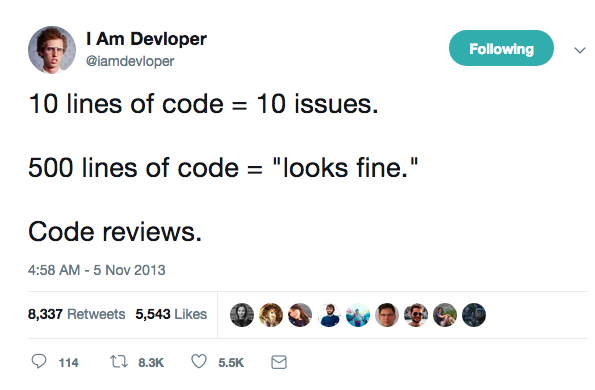 I Am Devloper
@iamdevloper
Following
10 lines of code = 10 issues.
500 lines of code = "looks fine."
Code reviews.
4:58 AM - 5 Nov 2013
8,337 Retweets 5,543 Likes
114 8.3K 5.5K